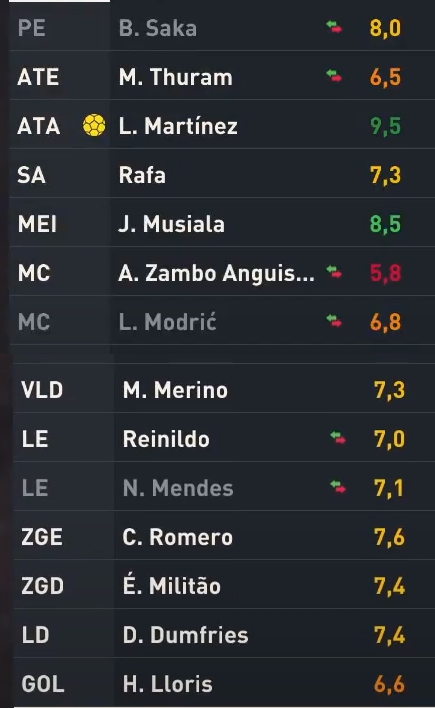 PE B. Saka 8,0
ATE M. Thuram 6,5
ATA L. Martínez 9,5
SA Rafa 7,3
MEI J. Musiala 8,5
MC A. Zambo Anguis... 5,8
MC L. Modrić 6,8
VLD M. Merino 7,3
LE Reinildo 7,0
LE N. Mendes 7,1
ZGE C. Romero 7,6
ZGD É. Militão 7,4
LD D. Dumfries 7,4
GOL H. Lloris 6,6